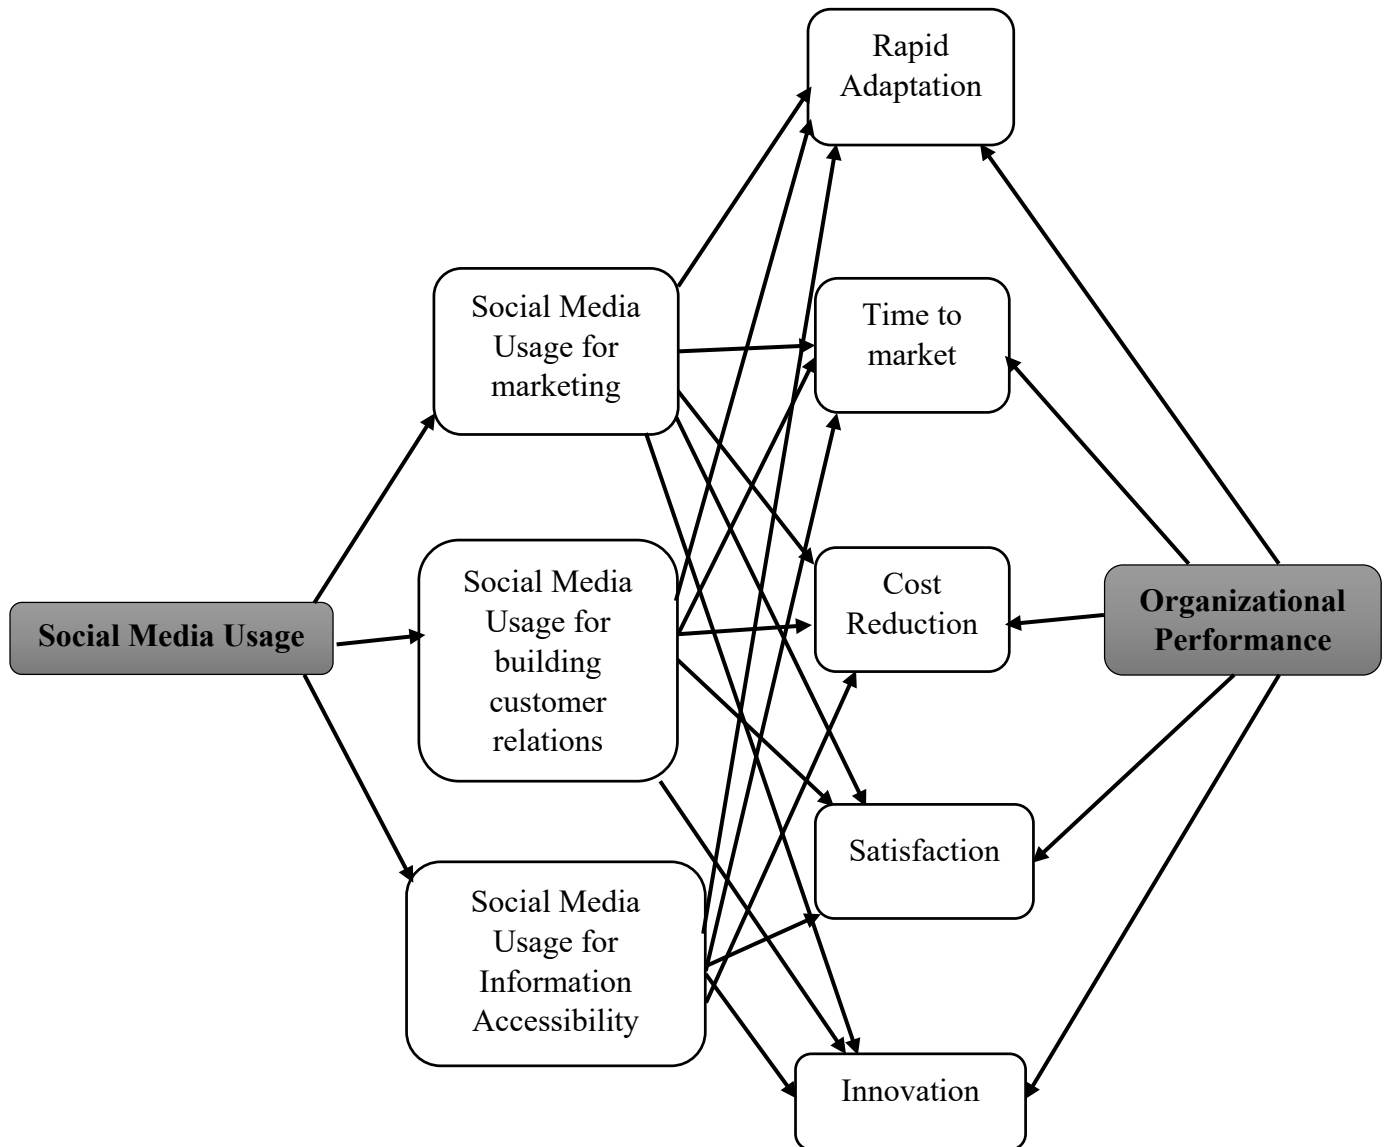 Rapid
Adaptation
Social Media
Usage for
marketing
Time to
market
Social Media Usage
Social Media
Usage for
building
customer
relations
Cost
Reduction
Organizational
Performance
Satisfaction
Social Media
Usage for
Information
Accessibility
Innovation